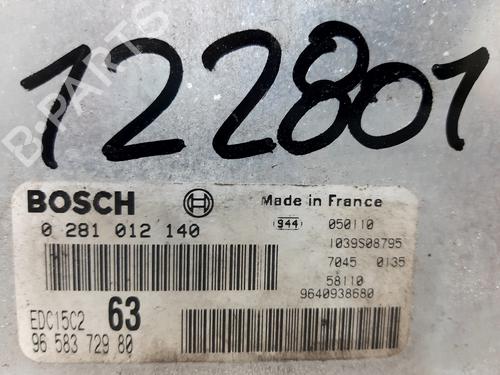 B-PARTS
122801
BOSCH
Made in France
0 281 012 140
944 050110
1039S08795
7045 0135
58110
9640938680
EDC15C2 63
96 583 729 80